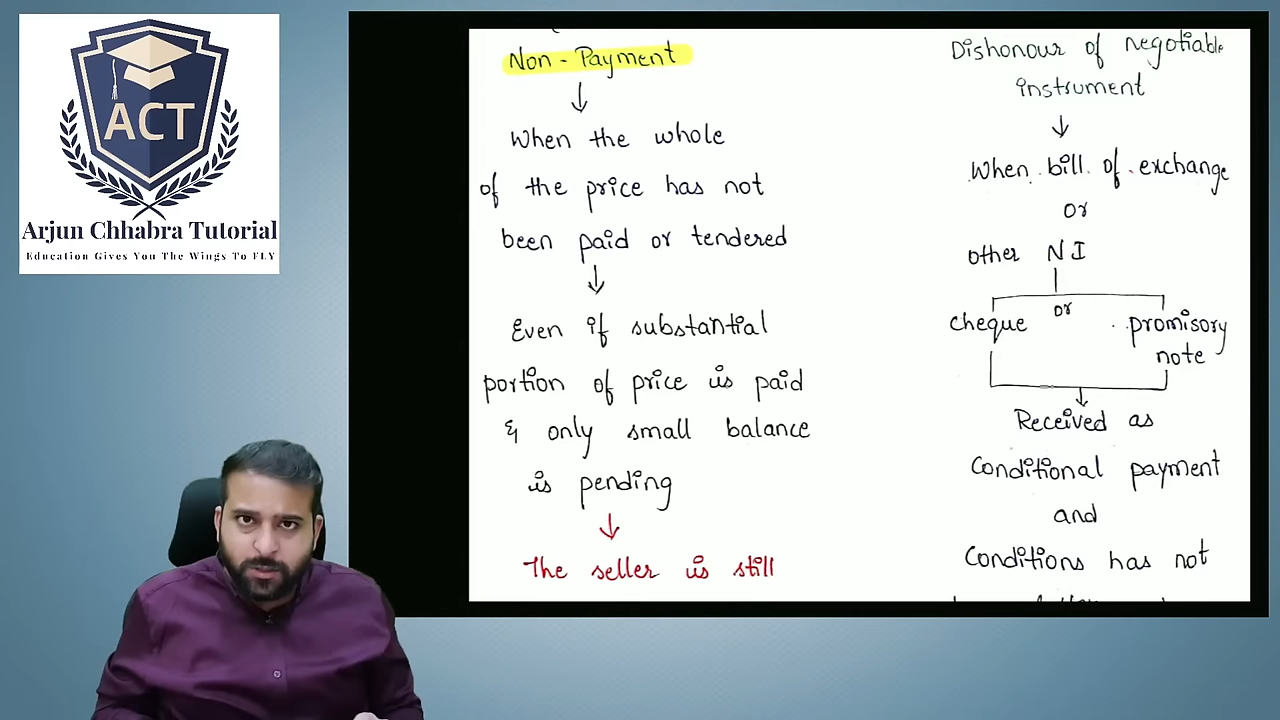 ACT
Arjun Chhabra Tutorial
Education Gives You The Wings To FLY
Non - Payment
When the whole
of the price has not
been paid or tendered
Even if substantial
portion of price is paid
& only small balance
is pending
The seller is still
Dishonour of negotiable
instrument
When bill of exchange
or
other NI
cheque or promisory
note
Received as
Conditional payment
and
Conditions has not